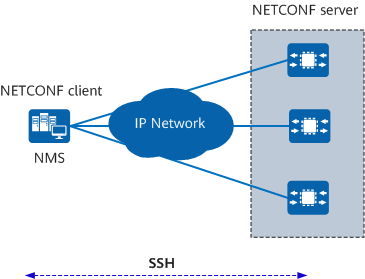 NETCONF server
NETCONF client
IP Network
NMS
SSH